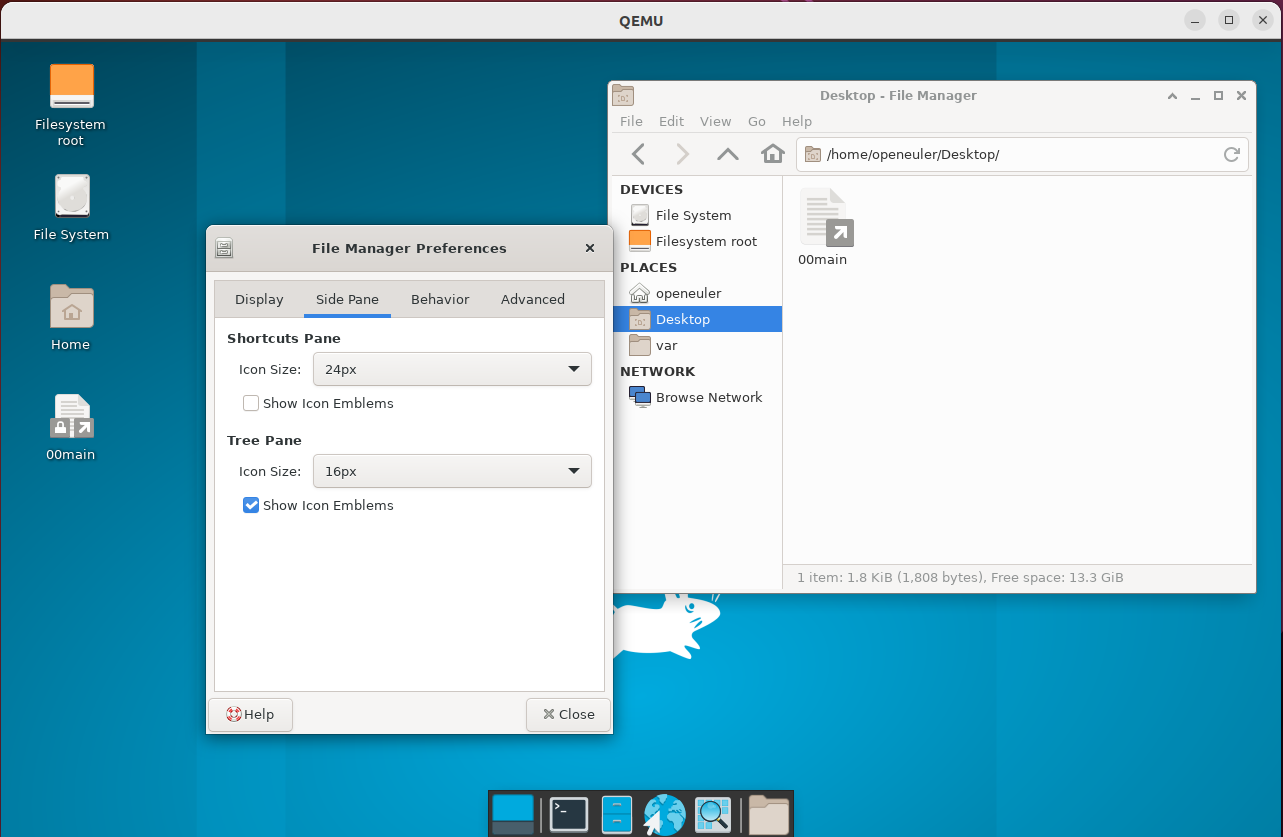 QEMU
Filesystem
root
File System
Home
00main
Desktop - File Manager
File Edit View Go Help
/home/openeuler/Desktop/
DEVICES
File System
Filesystem root
PLACES
openeuler
Desktop
var
NETWORK
Browse Network
00main
1 item: 1.8 KiB (1,808 bytes), Free space: 13.3 GiB
File Manager Preferences
Display Side Pane Behavior Advanced
Shortcuts Pane
Icon Size: 24px
Show Icon Emblems
Tree Pane
Icon Size: 16px
Show Icon Emblems
Help Close